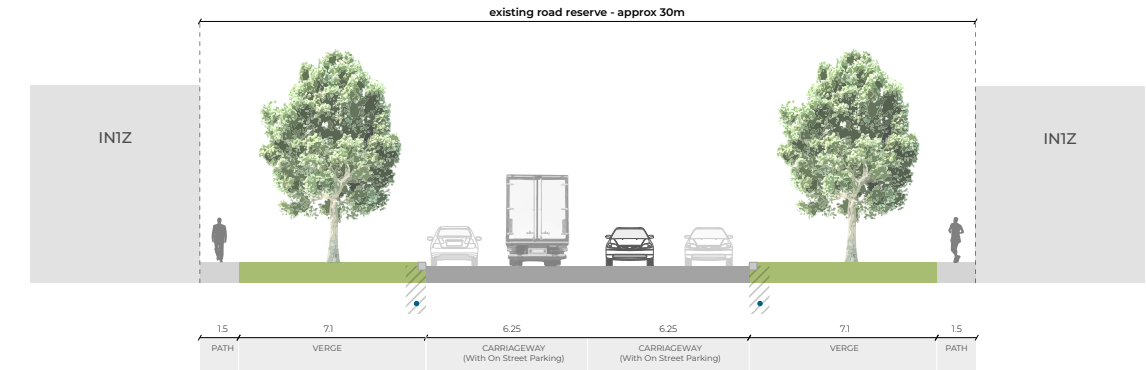 existing road reserve - approx 30m
IN1Z
IN1Z
1.5
7.1
6.25
6.25
7.1
1.5
PATH
VERGE
CARRIAGEWAY
(With On Street Parking)
CARRIAGEWAY
(With On Street Parking)
VERGE
PATH